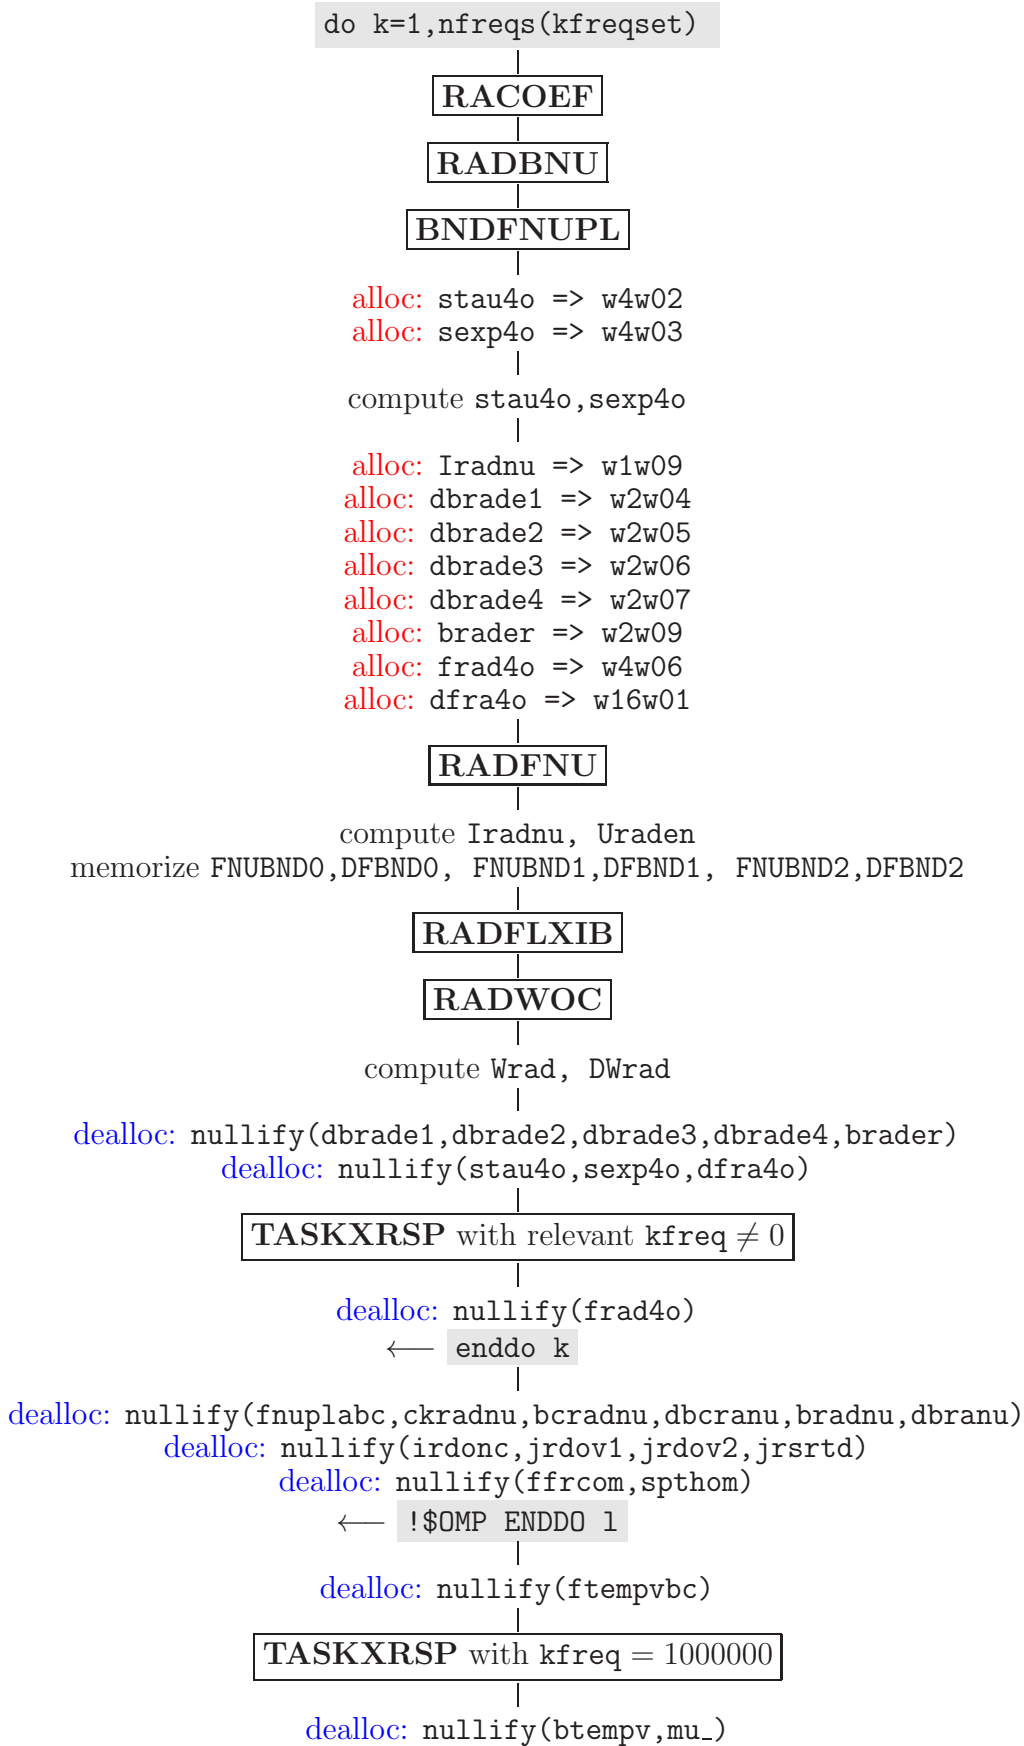 do k=1,nfreqs(kfreqset)
RACOEF
RADBNU
BNDFNUPL
alloc: stau4o => w4w02
alloc: sexp4o => w4w03
compute stau4o,sexp4o
alloc: Iradnu => w1w09
alloc: dbrade1 => w2w04
alloc: dbrade2 => w2w05
alloc: dbrade3 => w2w06
alloc: dbrade4 => w2w07
alloc: brader => w2w09
alloc: frad4o => w4w06
alloc: dfra4o => w16w01
RADFNU
compute Iradnu, Uraden
memorize FNUBND0,DFBND0, FNUBND1,DFBND1, FNUBND2,DFBND2
RADFLXIB
RADWOC
compute Wrad, DWrad
dealloc: nullify(dbrade1,dbrade2,dbrade3,dbrade4,brader)
dealloc: nullify(stau4o,sexp4o,dfra4o)
TASKXRSP with relevant kfreq ≠ 0
dealloc: nullify(frad4o)
⟵ enddo k
dealloc: nullify(fnuplabc,ckradnu,bcradnu,dbcranu,bradnu,dbranu)
dealloc: nullify(irdonc,jrdov1,jrdov2,jrsrtd)
dealloc: nullify(ffrcom,spthom)
⟵ !$OMP ENDDO l
dealloc: nullify(ftempvbc)
TASKXRSP with kfreq = 1000000
dealloc: nullify(btempv,mu_)